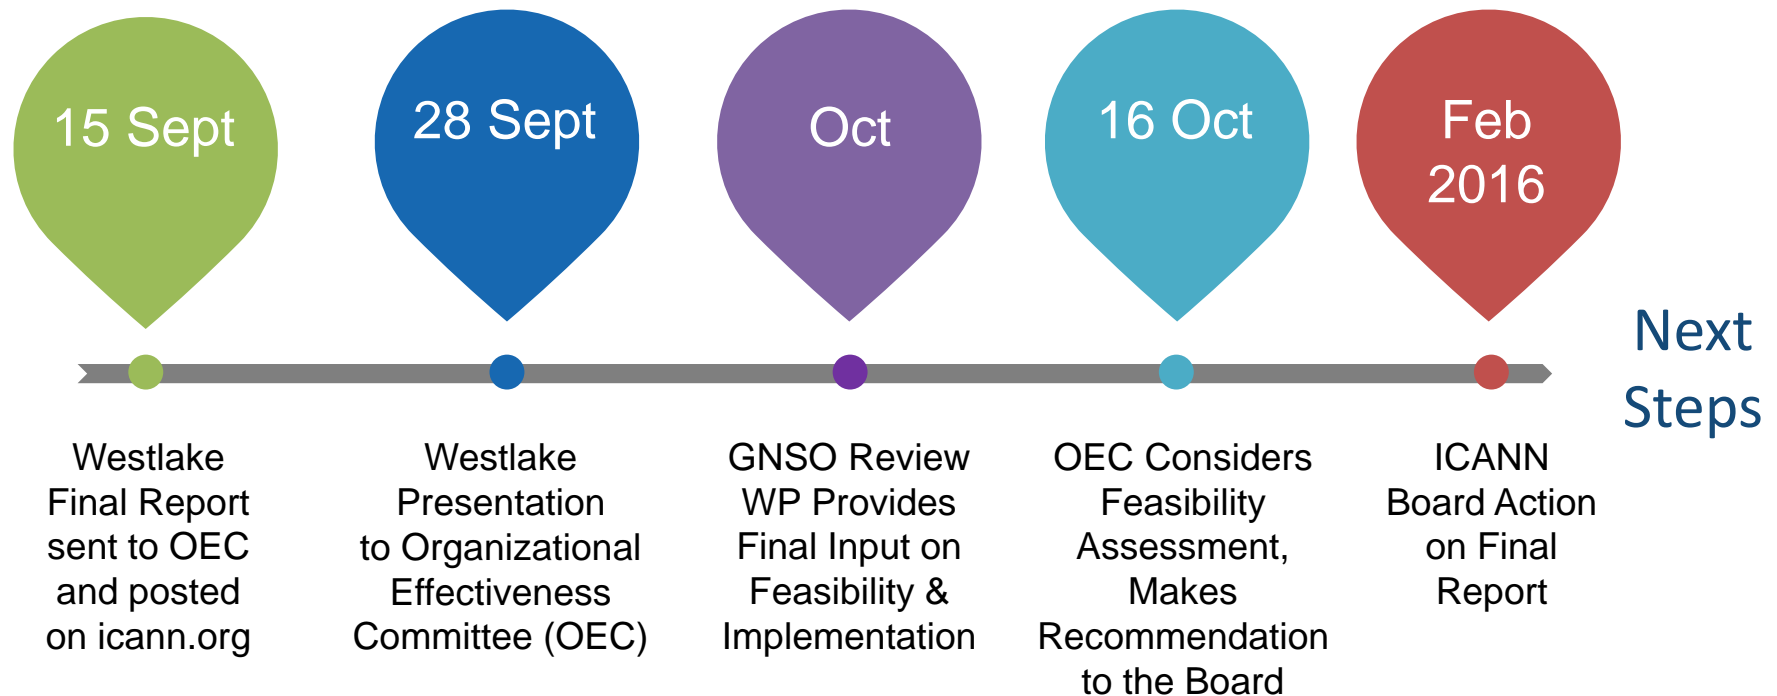 15 Sept
28 Sept
Oct
16 Oct
Feb
2016
Westlake
Final Report
sent to OEC
and posted
on icann.org
Westlake
Presentation
to Organizational
Effectiveness
Committee (OEC)
GNSO Review
WP Provides
Final Input on
Feasibility &
Implementation
OEC Considers
Feasibility
Assessment,
Makes
Recommendation
to the Board
ICANN
Board Action
on Final
Report
Next
Steps